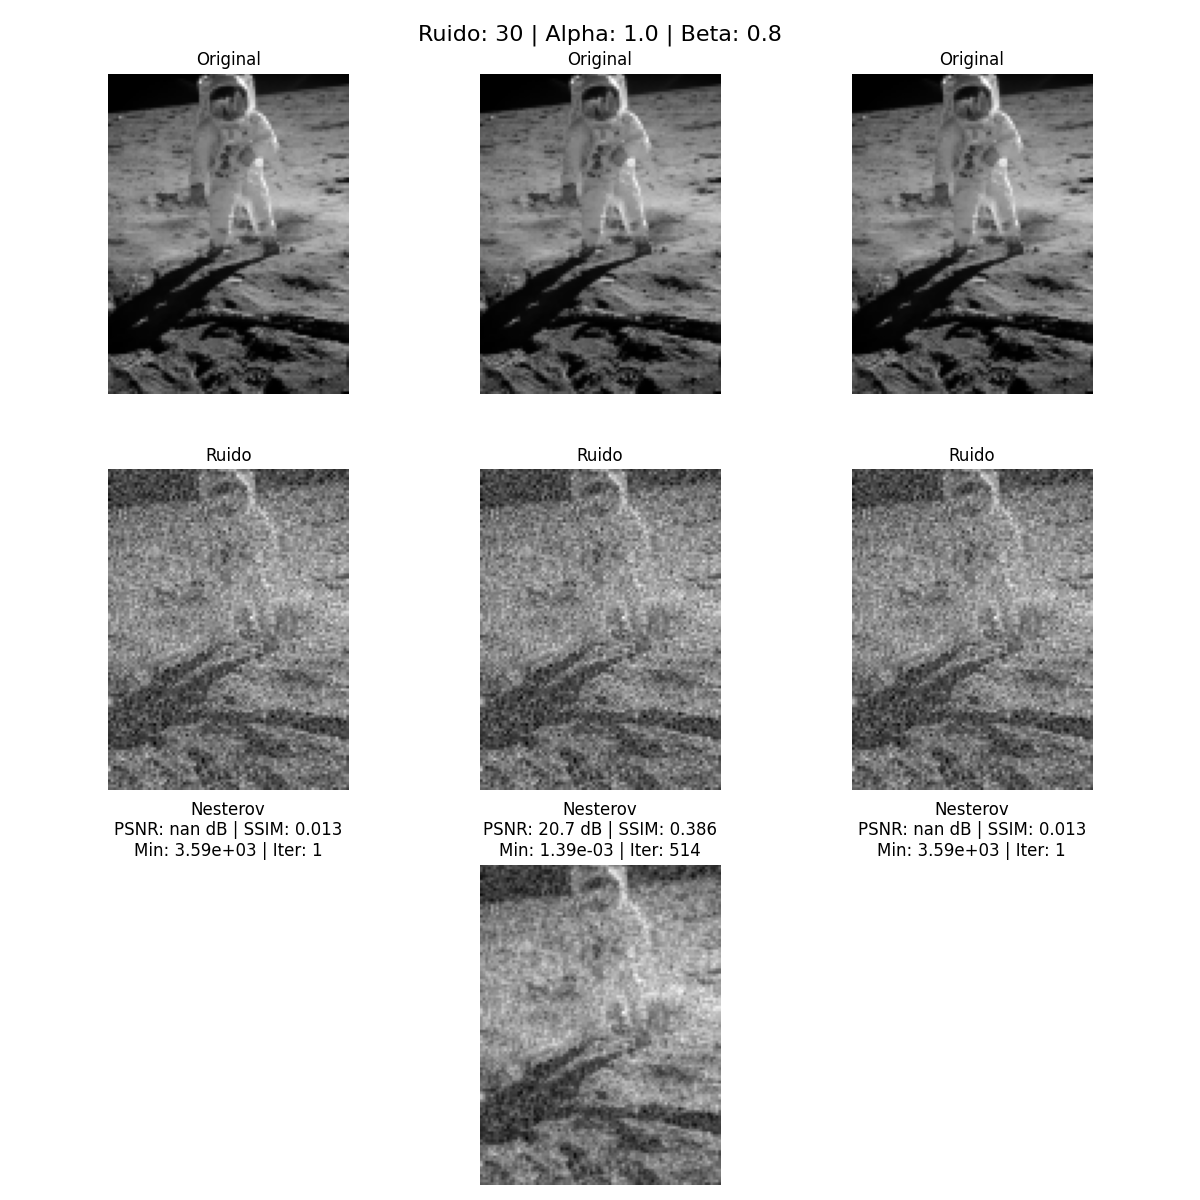 Ruido: 30 | Alpha: 1.0 | Beta: 0.8
Original
Original
Original
Ruido
Ruido
Ruido
Nesterov
PSNR: nan dB | SSIM: 0.013
Min: 3.59e+03 | Iter: 1
Nesterov
PSNR: 20.7 dB | SSIM: 0.386
Min: 1.39e-03 | Iter: 514
Nesterov
PSNR: nan dB | SSIM: 0.013
Min: 3.59e+03 | Iter: 1